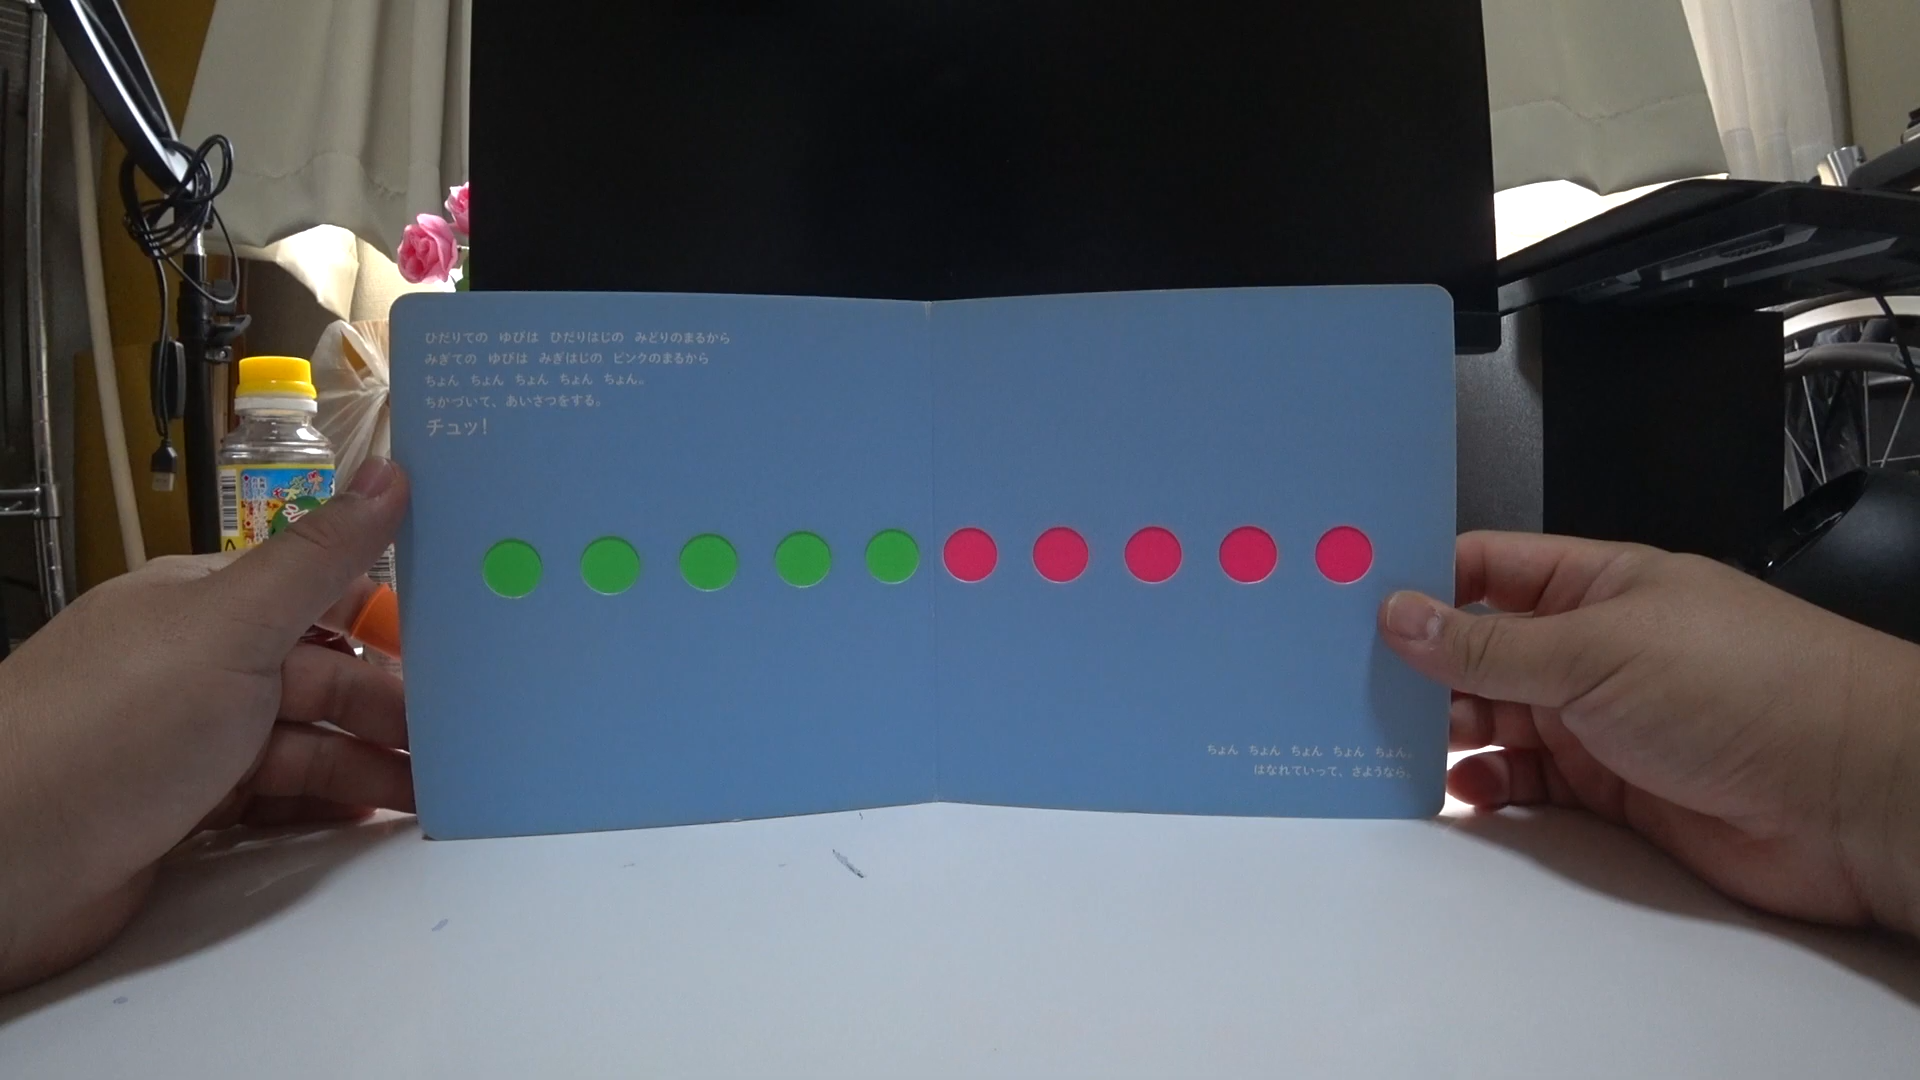 ひだりての ゆびは ひだりはじの みどりのまるから
みぎての ゆびは みぎはじの ピンクのまるから
ちょん ちょん ちょん ちょん ちょん。
ちかづいて、あいさつをする。
チュッ!
ちょん ちょん ちょん ちょん ちょん。
はなれていって、さようなら。